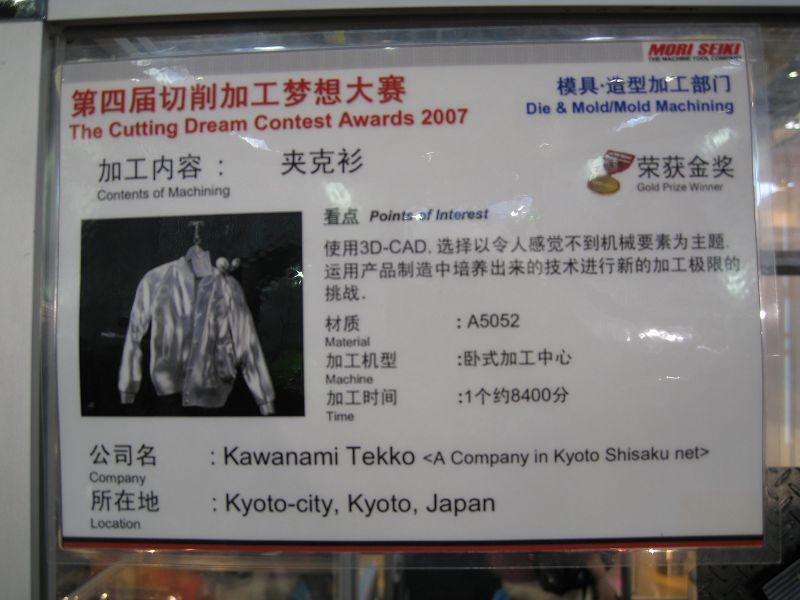 MORI SEIKI
THE MACHINE TOOL COMPANY
第四届切削加工梦想大赛
The Cutting Dream Contest Awards 2007
模具·造型加工部门
Die & Mold/Mold Machining
加工内容 : 夹克衫
Contents of Machining
荣获金奖
Gold Prize Winner
看点 Points of Interest
使用3D-CAD, 选择以令人感觉不到机械要素为主题,
运用产品制造中培养出来的技术进行新的加工极限的
挑战.
材质 : A5052
Material
加工机型 :卧式加工中心
Machine
加工时间 :1个约8400分
Time
公司名 : Kawanami Tekko <A Company in Kyoto Shisaku net>
Company
所在地 : Kyoto-city, Kyoto, Japan
Location